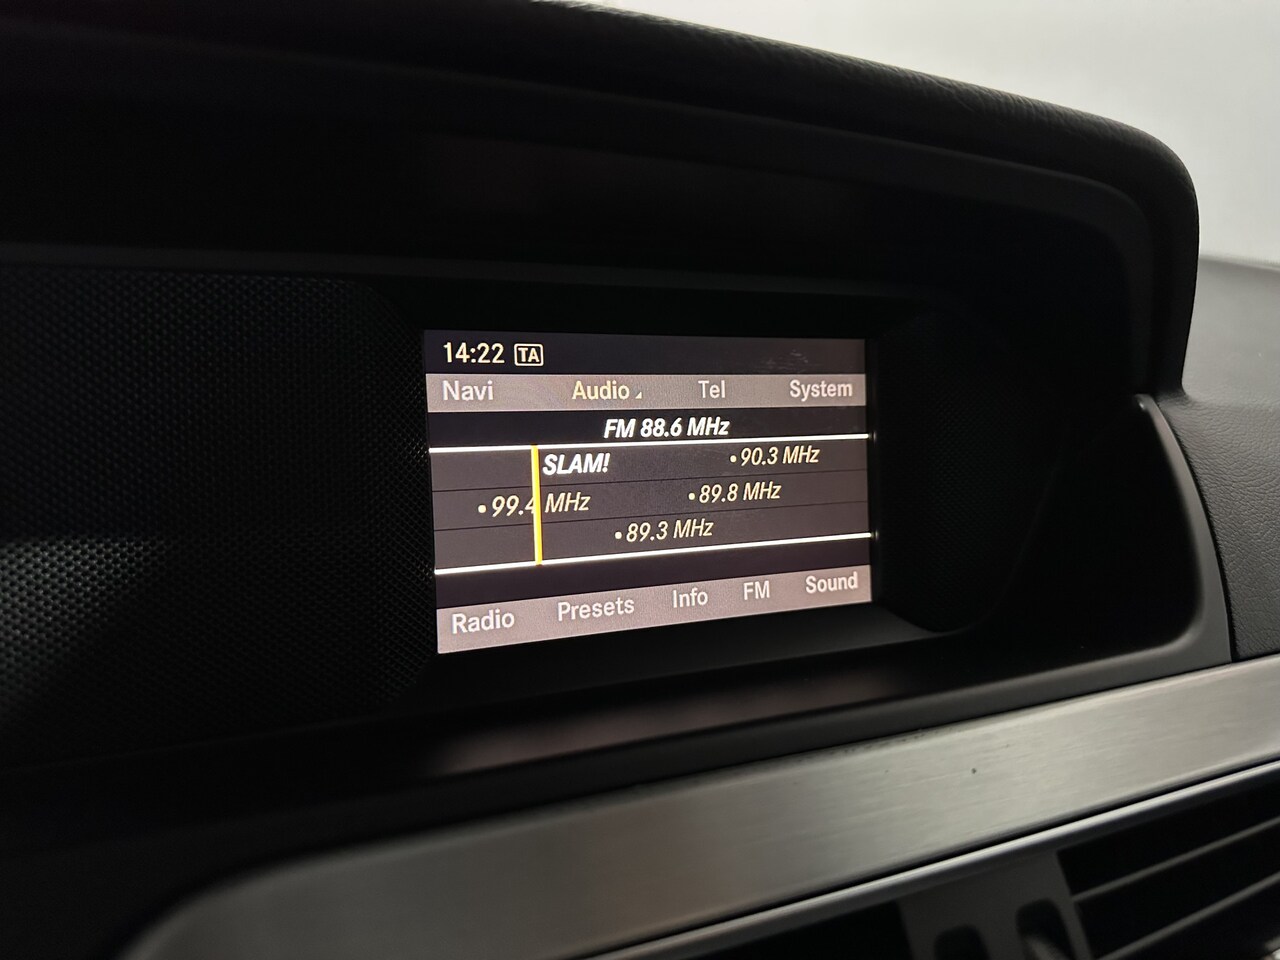 14:22 TA
Navi Audio Tel System
FM 88.6 MHz
SLAM! •90.3 MHz
•99.4 MHz •89.8 MHz
•89.3 MHz
Radio Presets Info FM Sound